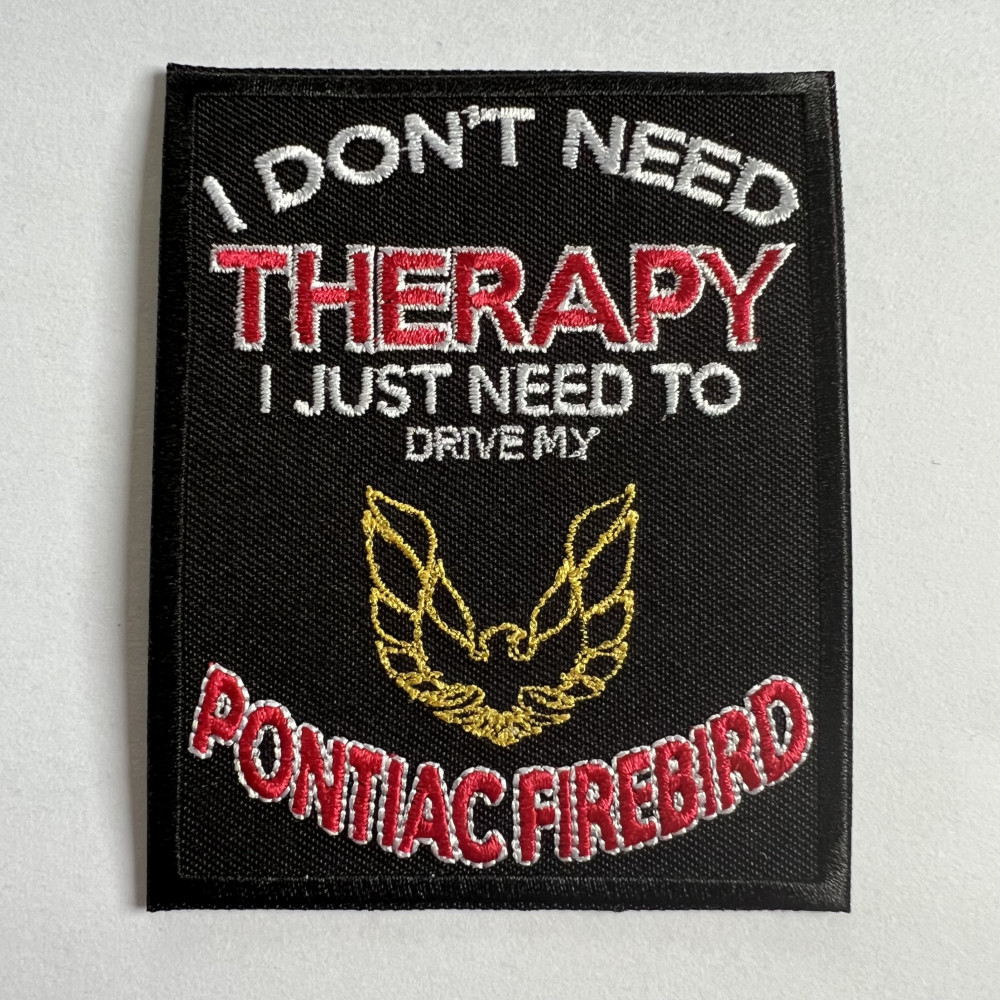 I DON'T NEED
THERAPY
I JUST NEED TO
DRIVE MY
PONTIAC FIREBIRD